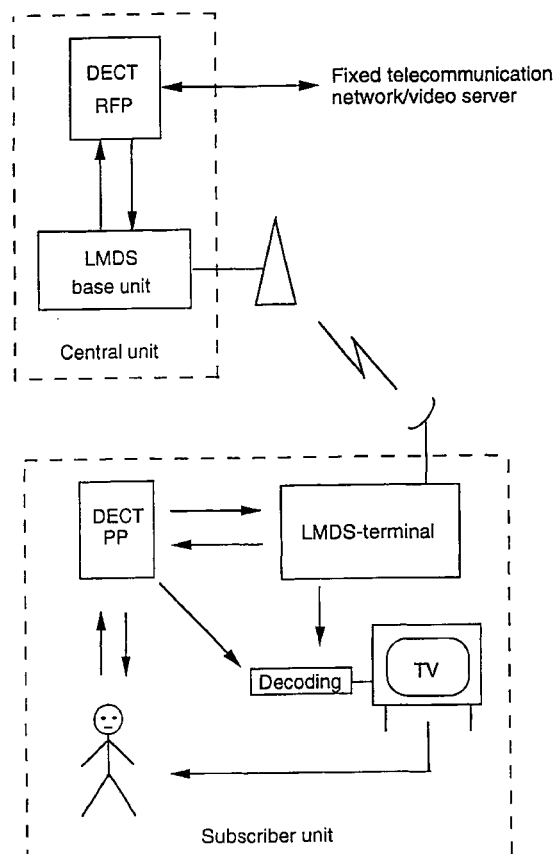 DECT
RFP
Fixed telecommunication
network/video server
LMDS
base unit
Central unit
DECT
PP
LMDS-terminal
Decoding
TV
Subscriber unit